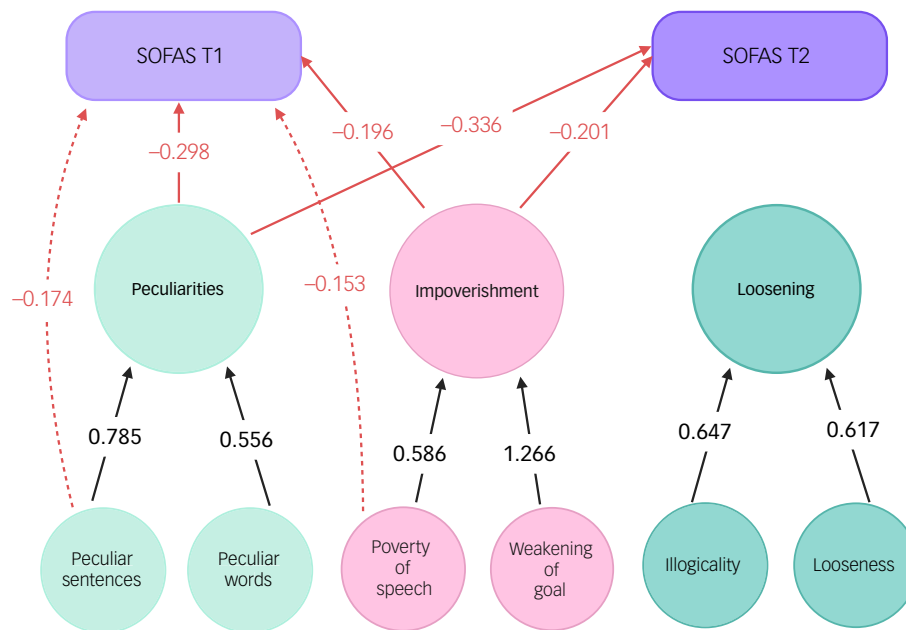 SOFAS T1
SOFAS T2
−0.298
−0.196
−0.336
−0.201
−0.174
Peculiarities
−0.153
Impoverishment
Loosening
0.785
0.556
0.586
1.266
0.647
0.617
Peculiar
sentences
Peculiar
words
Poverty
of
speech
Weakening
of
goal
Illogicality
Looseness